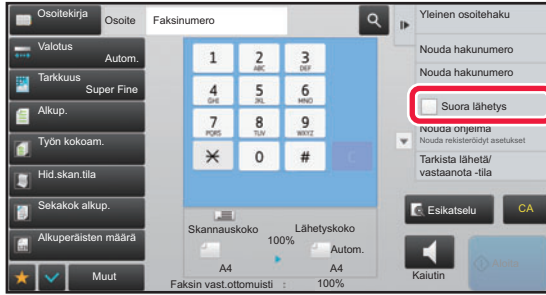 Osoitekirja
Osoite
Faksinumero
Yleinen osoitehaku
Valotus
Autom.
Nouda hakunumero
Tarkkuus
Super Fine
Nouda hakunumero
Alkup.
Suora lähetys
Työn kokoam.
Nouda ohjelma
Nouda rekisteröidyt asetukset
Hid.skan.tila
Tarkista lähetä/
vastaanota -tila
Sekakok alkup.
Esikatselu
CA
Alkuperäisten määrä
Muut
1
2 ABC
3 DEF
4 GHI
5 JKL
6 MNO
7 PQRS
8 TUV
9 WXYZ
0
#
C
Skannauskoko
100%
Lähetyskoko
Autom.
A4
A4
Faksin vast.ottomuisti : 100%
Kaiutin